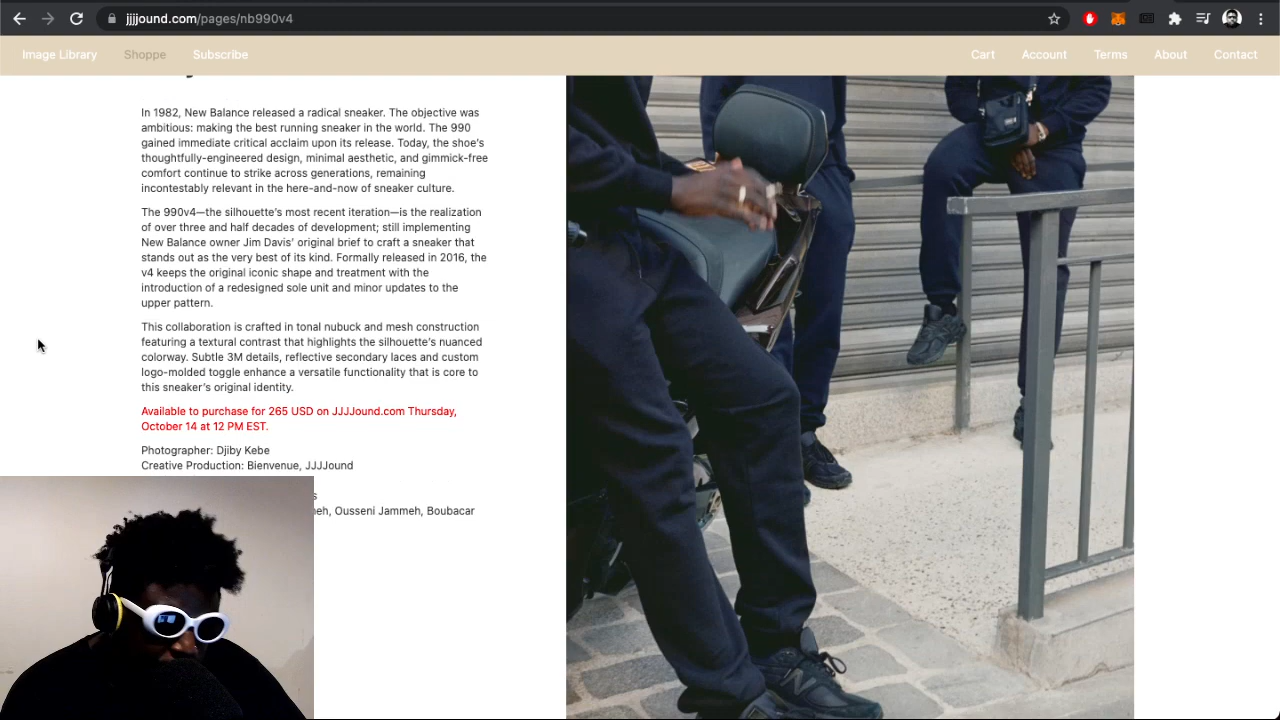 jjjjound.com/pages/nb990v4
Image Library Shoppe Subscribe Cart Account Terms About Contact
In 1982, New Balance released a radical sneaker. The objective was
ambitious: making the best running sneaker in the world. The 990
gained immediate critical acclaim upon its release. Today, the shoe's
thoughtfully-engineered design, minimal aesthetic, and gimmick-free
comfort continue to strike across generations, remaining
incontestably relevant in the here-and-now of sneaker culture.
The 990v4—the silhouette's most recent iteration—is the realization
of over three and half decades of development; still implementing
New Balance owner Jim Davis' original brief to craft a sneaker that
stands out as the very best of its kind. Formally released in 2016, the
v4 keeps the original iconic shape and treatment with the
introduction of a redesigned sole unit and minor updates to the
upper pattern.
This collaboration is crafted in tonal nubuck and mesh construction
featuring a textural contrast that highlights the silhouette's nuanced
colorway. Subtle 3M details, reflective secondary laces and custom
logo-molded toggle enhance a versatile functionality that is core to
this sneaker's original identity.
Available to purchase for 265 USD on JJJJound.com Thursday,
October 14 at 12 PM EST.
Photographer: Djiby Kebe
Creative Production: Bienvenue, JJJJound
Ousseni Jammeh, Boubacar